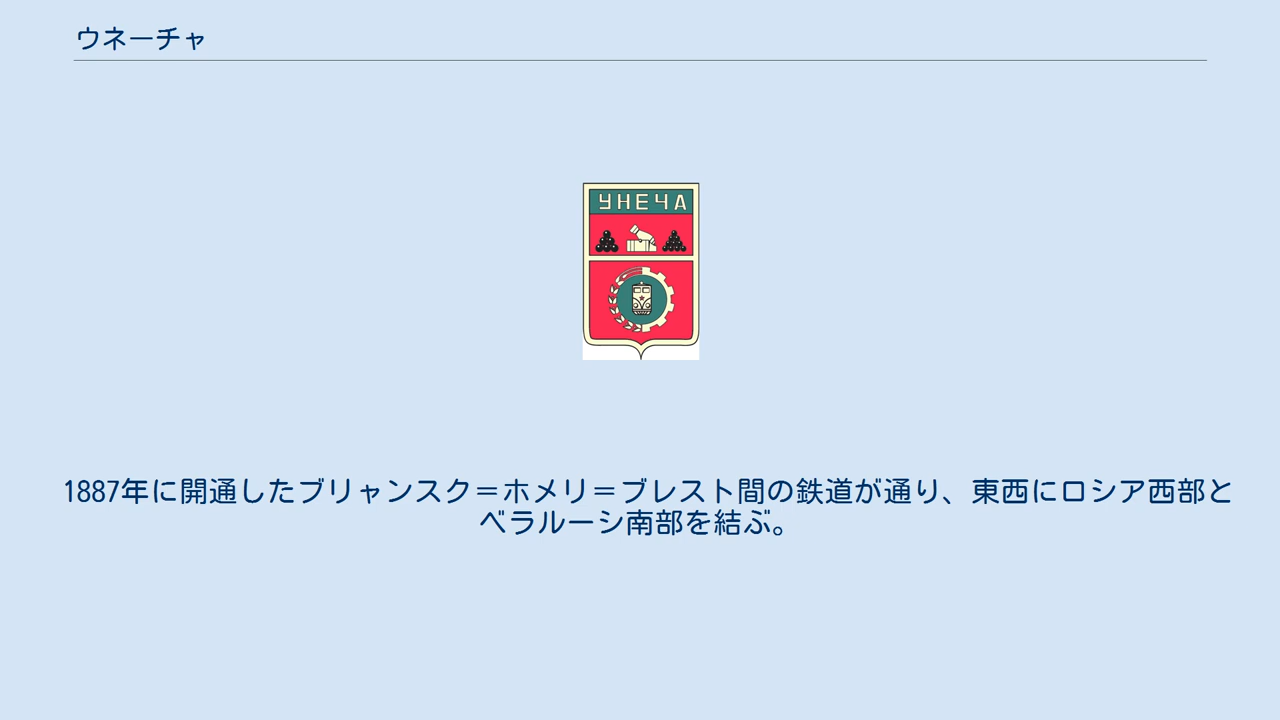 ウネーチャ
УНЕЧА
1887年に開通したブリャンスク＝ホメリ＝ブレスト間の鉄道が通り、東西にロシア西部と
ベラルーシ南部を結ぶ。